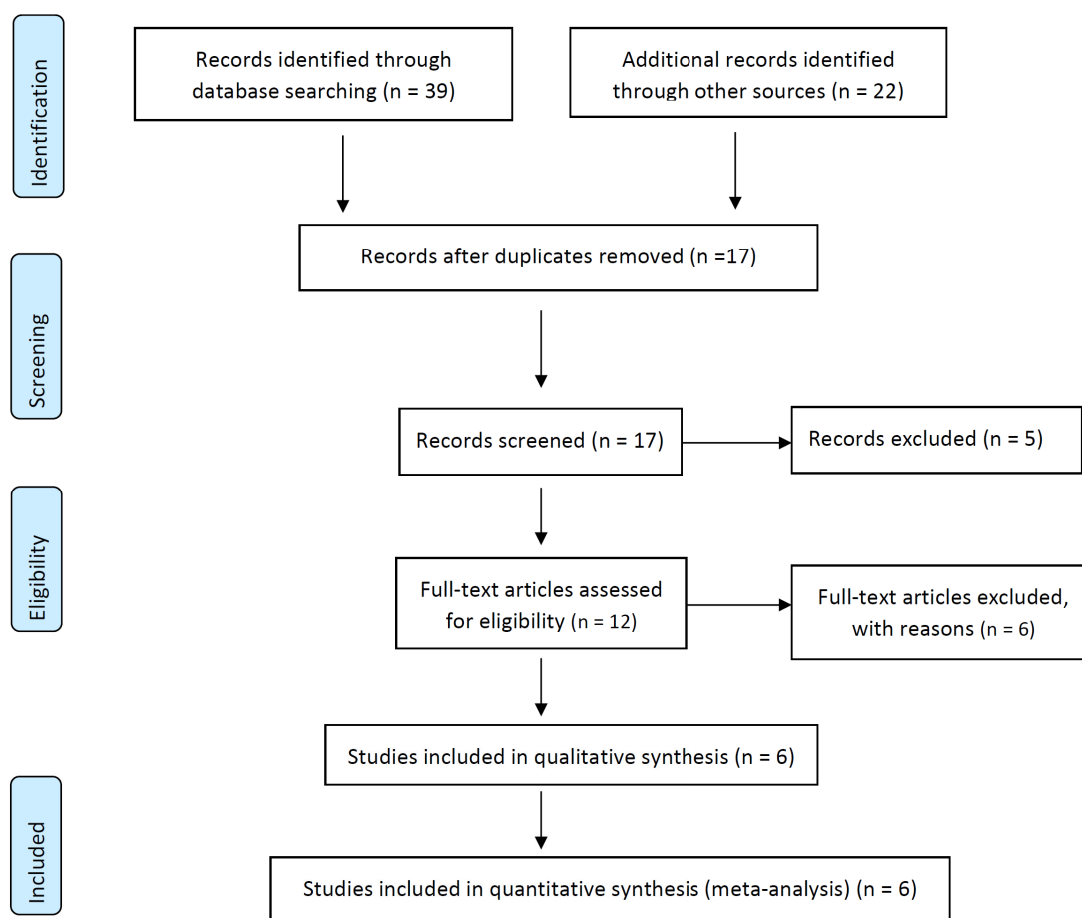 Identification
Records identified through
database searching (n = 39)
Additional records identified
through other sources (n = 22)
Records after duplicates removed (n =17)
Screening
Records screened (n = 17)
Records excluded (n = 5)
Eligibility
Full-text articles assessed
for eligibility (n = 12)
Full-text articles excluded,
with reasons (n = 6)
Studies included in qualitative synthesis (n = 6)
Included
Studies included in quantitative synthesis (meta-analysis) (n = 6)